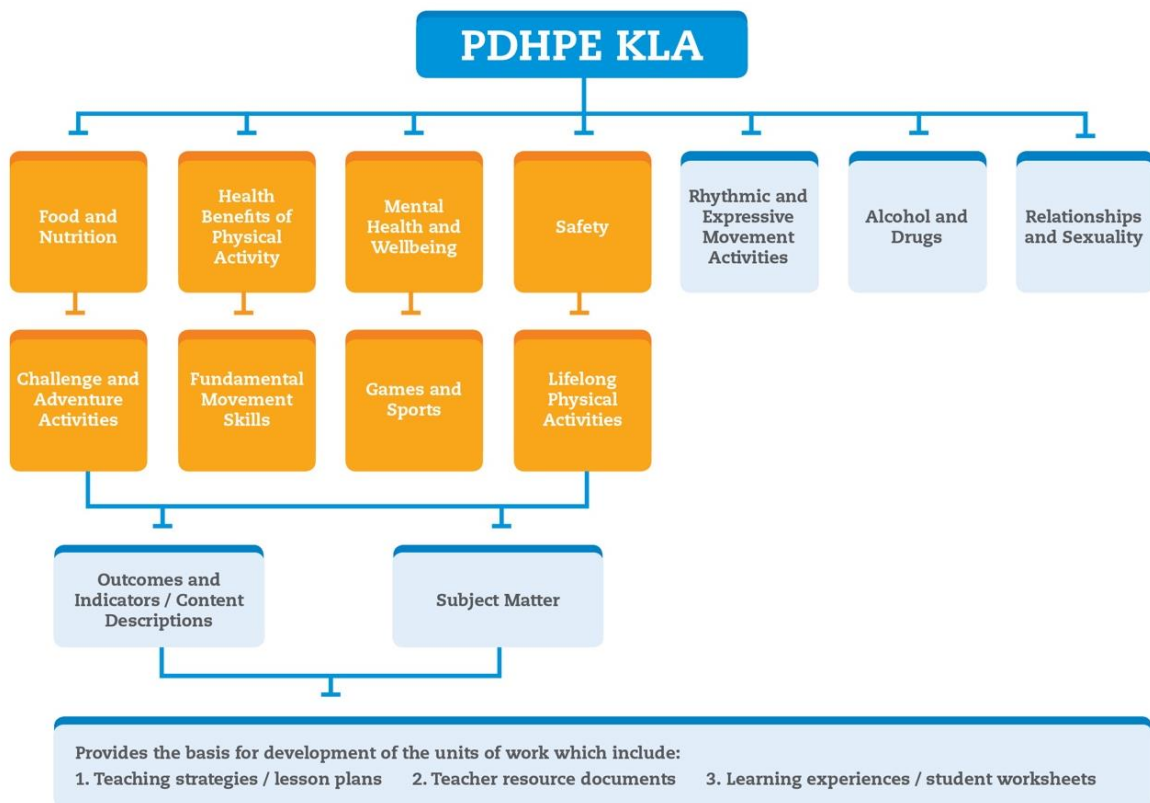 PDHPE KLA
Food and
Nutrition
Health
Benefits of
Physical
Activity
Mental
Health and
Wellbeing
Safety
Rhythmic and
Expressive
Movement
Activities
Alcohol and
Drugs
Relationships
and Sexuality
Challenge and
Adventure
Activities
Fundamental
Movement
Skills
Games and
Sports
Lifelong
Physical
Activities
Outcomes and
Indicators / Content
Descriptions
Subject Matter
Provides the basis for development of the units of work which include:
1. Teaching strategies / lesson plans 2. Teacher resource documents 3. Learning experiences / student worksheets